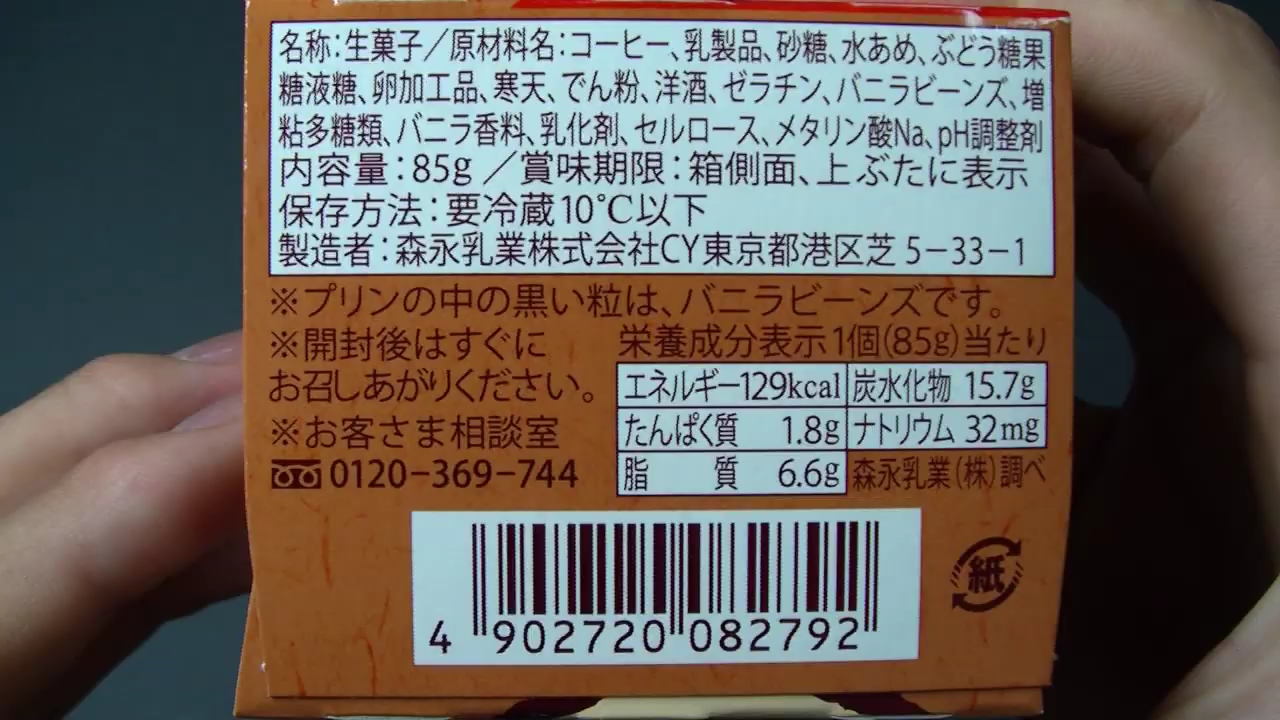 名称:生菓子/原材料名:コーヒー、乳製品、砂糖、水あめ、ぶどう糖果
糖液糖、卵加工品、寒天、でん粉、洋酒、ゼラチン、バニラビーンズ、増
粘多糖類、バニラ香料、乳化剤、セルロース、メタリン酸Na、pH調整剤
内容量:85g/賞味期限:箱側面、上ぶたに表示
保存方法:要冷蔵10℃以下
製造者:森永乳業株式会社CY東京都港区芝5-33-1
※プリンの中の黒い粒は、バニラビーンズです。
※開封後はすぐに
お召しあがりください。
※お客さま相談室
0120-369-744
栄養成分表示1個(85g)当たり
エネルギー129kcal 炭水化物 15.7g
たんぱく質 1.8g ナトリウム 32mg
脂質 6.6g 森永乳業(株)調べ
4 902720 082792
紙